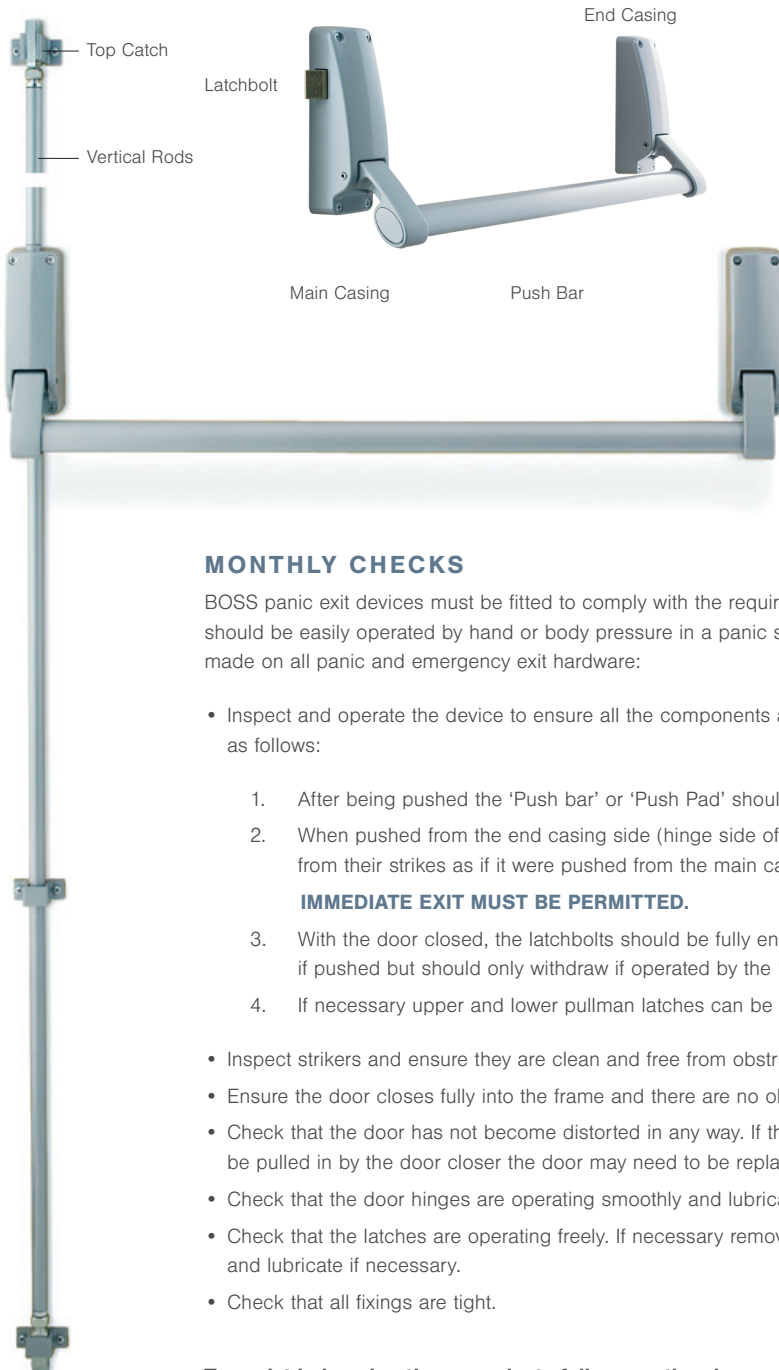 End Casing
Top Catch
Latchbolt
Vertical Rods
Main Casing Push Bar
MONTHLY CHECKS
BOSS panic exit devices must be fitted to comply with the
should be easily operated by hand or body pressure in a panic
made on all panic and emergency exit hardware:
• Inspect and operate the device to ensure all the components
as follows:
1. After being pushed the ‘Push bar’ or ‘Push Pad’
2. When pushed from the end casing side (hinge side of
from their strikes as if it were pushed from the main
IMMEDIATE EXIT MUST BE PERMITTED.
3. With the door closed, the latchbolts should be fully
if pushed but should only withdraw if operated by the
4. If necessary upper and lower pullman latches can be
• Inspect strikers and ensure they are clean and free from
• Ensure the door closes fully into the frame and there are no
• Check that the door has not become distorted in any way. If
be pulled in by the door closer the door may need to be
• Check that the door hinges are operating smoothly and
• Check that the latches are operating freely. If necessary
and lubricate if necessary.
• Check that all fixings are tight.